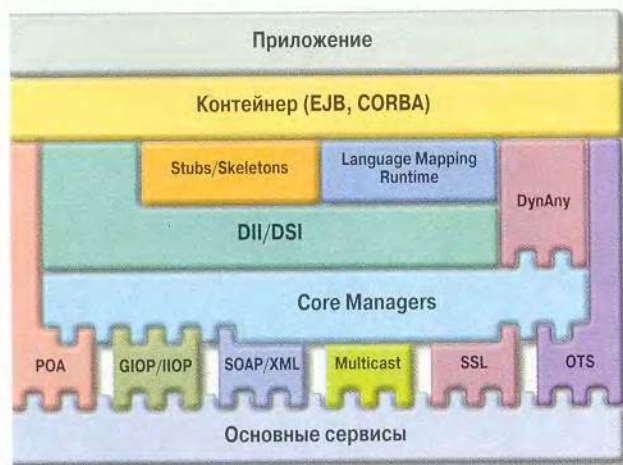 Приложение
Контейнер (EJB, CORBA)
Stubs/Skeletons
Language Mapping
Runtime
DynAny
DII/DSI
Core Managers
POA
GIOP/IIOP
SOAP/XML
Multicast
SSL
OTS
Основные сервисы